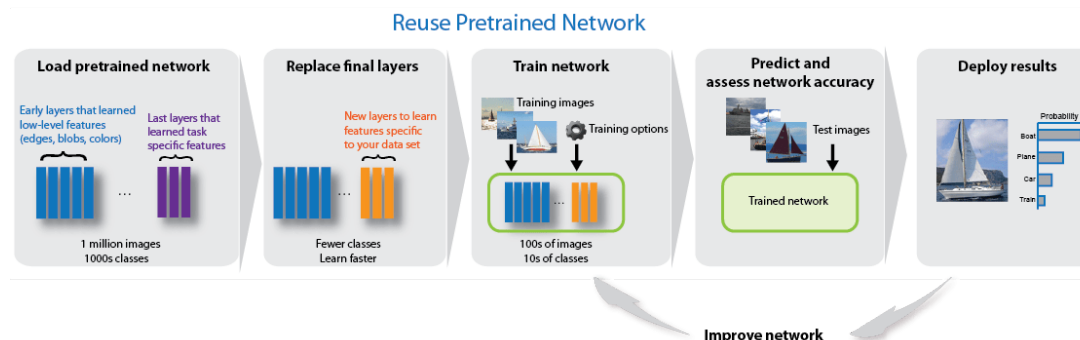 Reuse Pretrained Network
Load pretrained network
Early layers that learned
low-level features
(edges, blobs, colors)
Last layers that
learned task
specific features
...
1 million images
1000s classes
Replace final layers
New layers to learn
features specific
to your data set
...
Fewer classes
Learn faster
Train network
Training images
Training options
...
100s of images
10s of classes
Predict and
assess network accuracy
Test images
Trained network
Deploy results
Probability
Boat
Plane
Car
Train
Improve network